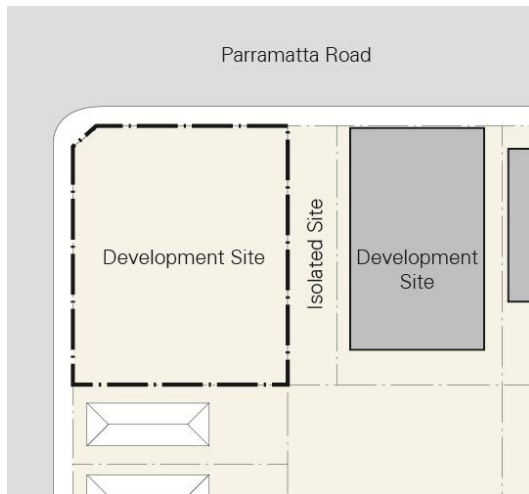 Parramatta Road
Development Site
Isolated Site
Development
Site